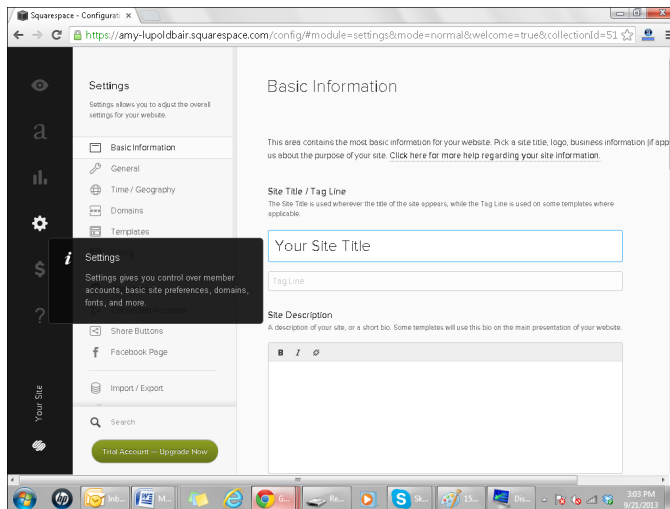 Squarespace - Configurati ×
https://amy-lupoldbair.squarespace.com/config/#module=settings&mode=normal&welcome=true&collectionId=51
Settings
Settings allows you to adjust the overall
settings for your website.
Basic Information
General
Time / Geography
Domains
Templates
Settings
Settings gives you control over member
accounts, basic site preferences, domains,
fonts, and more.
Share Buttons
Facebook Page
Import / Export
Search
Trial Account — Upgrade Now
Your Site
Basic Information
This area contains the most basic information for your website. Pick a site title, logo, business information (if app
us about the purpose of your site. Click here for more help regarding your site information.
Site Title / Tag Line
The Site Title is used wherever the title of the site appears, while the Tag Line is used on some templates where
applicable.
Your Site Title
Tag Line
Site Description
A description of your site, or a short bio. Some templates will use this bio on the main presentation of your website.
B I
Inb... M... G... Re... Sk... 15... Dis...
3:03 PM
9/21/2013